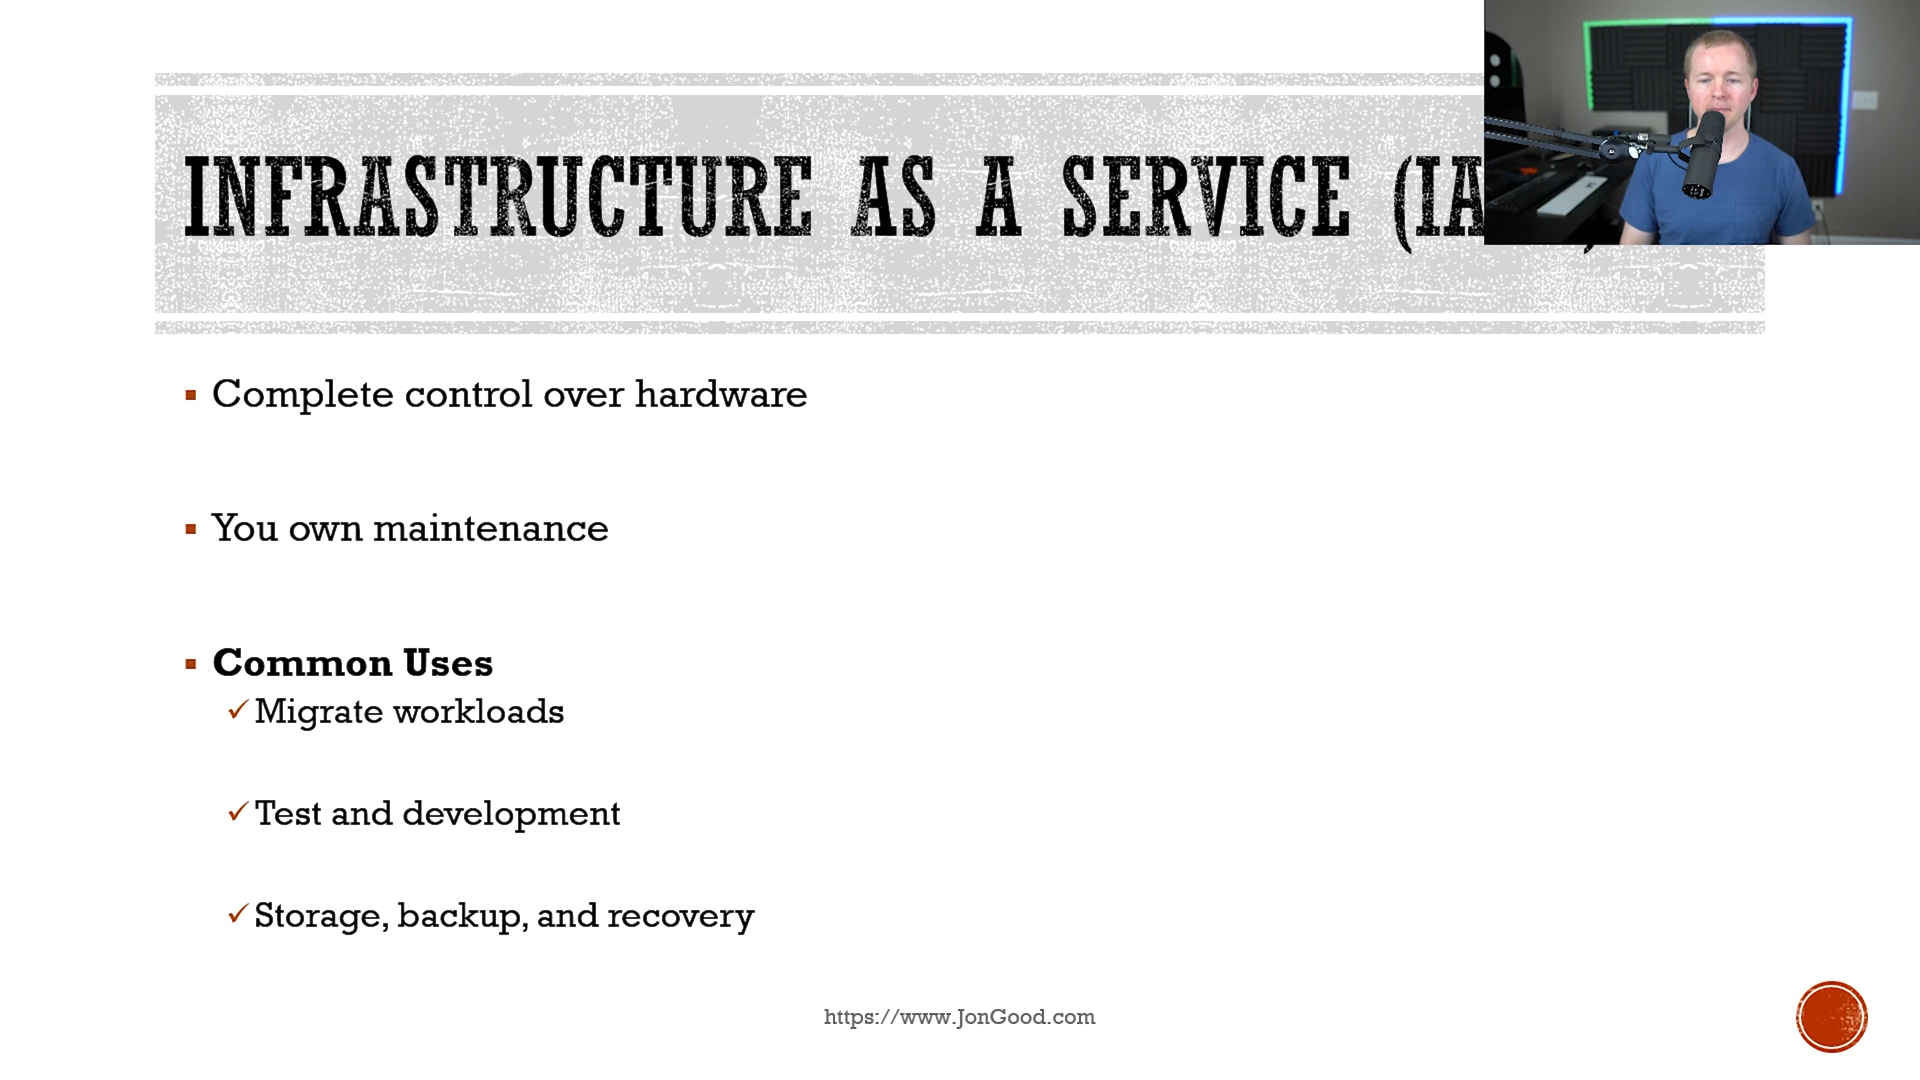 INFRASTRUCTURE AS A SERVICE (IA
Complete control over hardware
You own maintenance
Common Uses
Migrate workloads
Test and development
Storage, backup, and recovery
https://www.JonGood.com